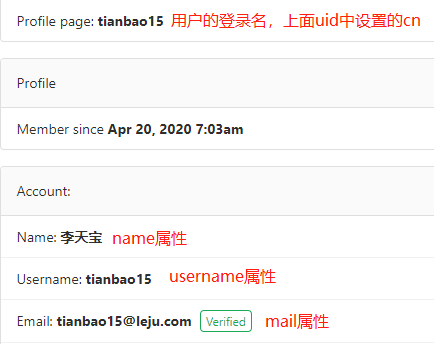 Profile page: tianbao15 用户的登录名，上面uid中设置的cn
Profile
Member since Apr 20, 2020 7:03am
Account:
Name: 李天宝 name属性
Username: tianbao15 username属性
Email: tianbao15@leju.com Verified mail属性